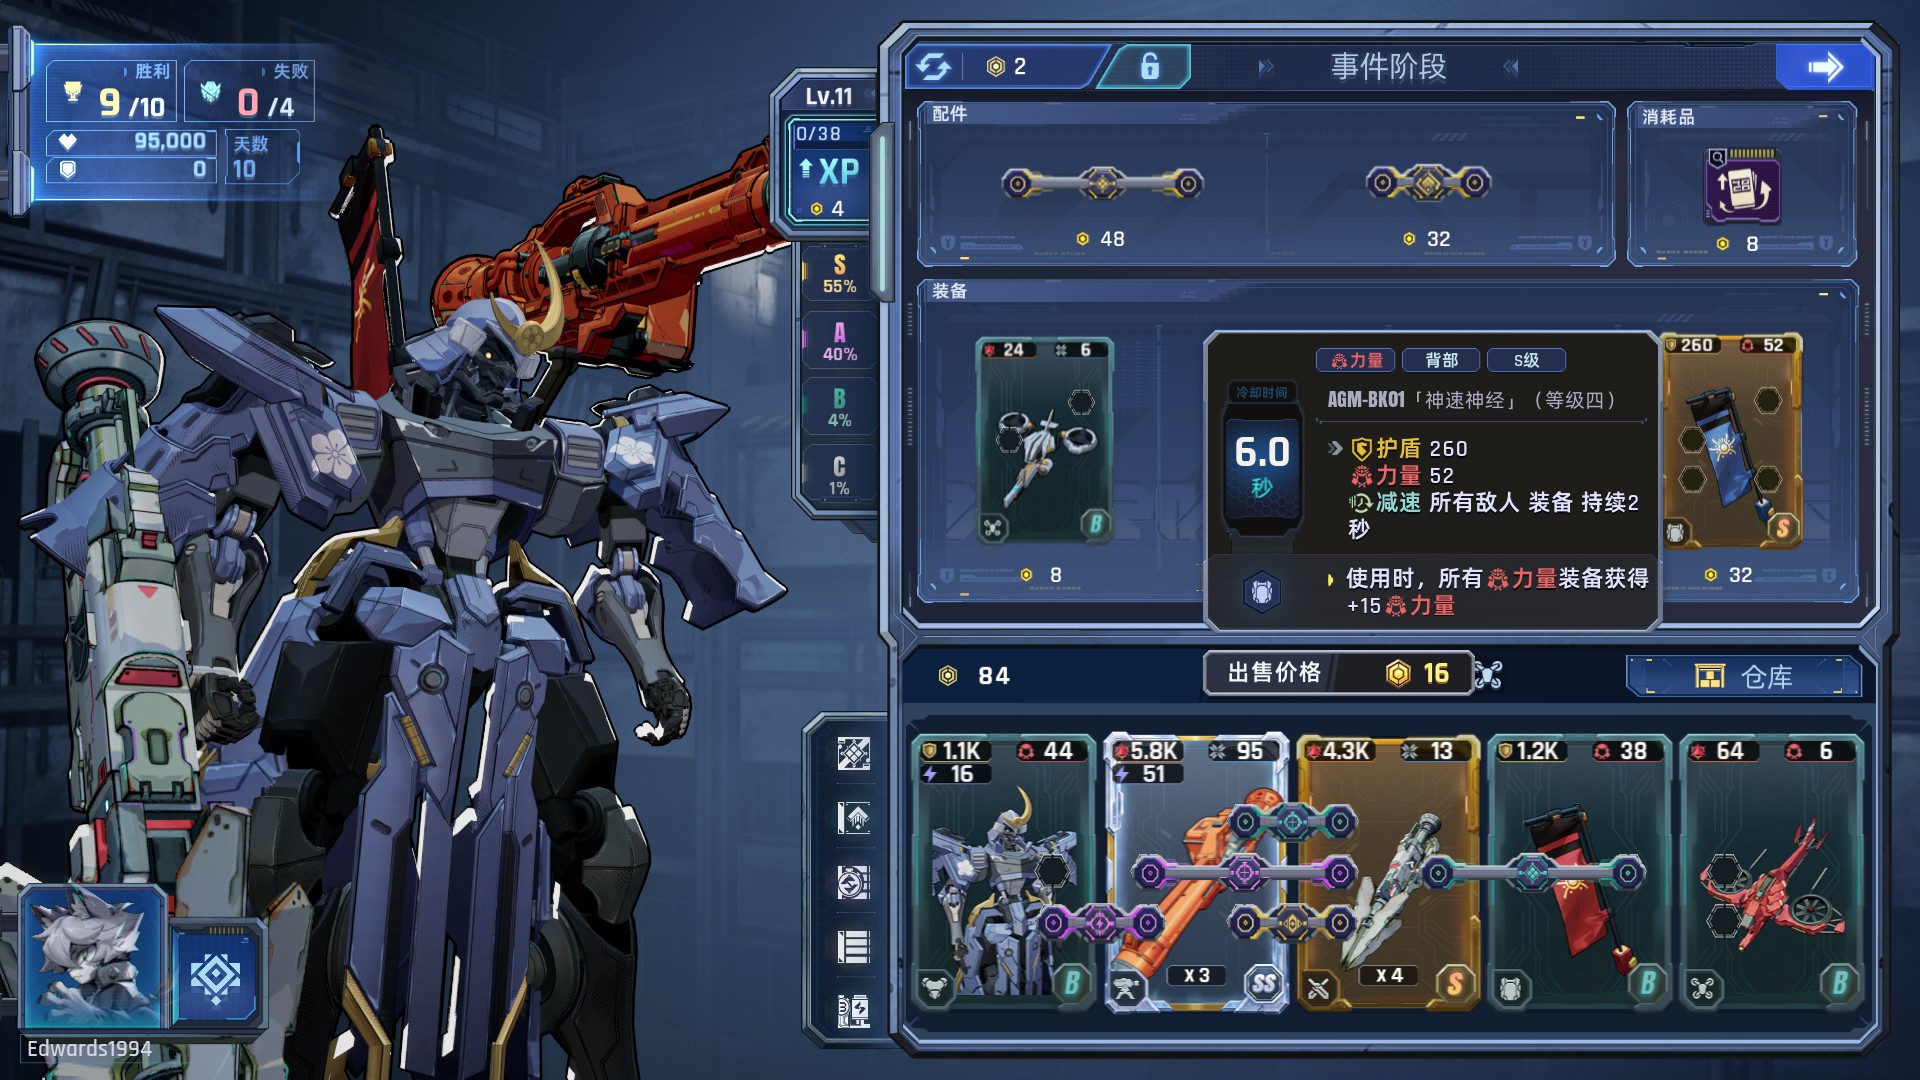 胜利
9 /10
失败
0 /4
95,000
0
天数
10
Lv.11
0/38
XP
4
S
55%
A
40%
B
4%
C
1%
2
事件阶段
配件
48
32
消耗品
8
装备
24 6
B
8
力量 背部 S级
冷却时间
6.0
秒
AGM-BK01「神速神经」（等级四）
护盾 260
力量 52
减速 所有敌人 装备 持续2
秒
使用时，所有力量装备获得
+15力量
260 52
S
32
84
出售价格 16
仓库
1.1K 44
16
B
5.8K 95
51
x3
SS
4.3K 13
x4
S
1.2K 38
B
64 6
B
Edwards1994